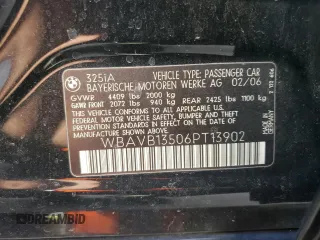 325iA VEHICLE TYPE: PASSENGER CAR
BAYERISCHE MOTOREN WERKE AG 02/06
GVWR 4409 lbs 2000 kg
GAWR FRONT 2072 lbs 940 kg REAR 2425 lbs 1100 kg
THIS VEHICLE CONFORMS TO ALL APPLICABLE FEDERAL
MOTOR VEHICLE SAFETY, BUMPER, AND THEFT PREVENTION
STANDARDS IN EFFECT ON THE DATE OF
MANUFACTURE SHOWN ABOVE.
WBAVB13506PT13902
©DREAMBID